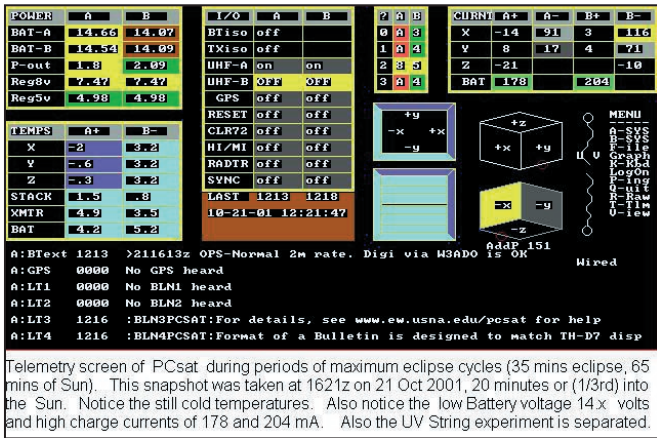 POWER A B
BAT-A 14.66 14.07
BAT-B 14.54 14.09
P-out 1.8 2.09
Reg8v 7.47 7.47
Reg5v 4.98 4.98
TEMPS A+ B-
X -2 3.2
Y -.6 3.2
Z -.3 3.2
STACK 1.5 .8
XMTR 4.9 3.5
BAT 4.2 5.2
I/O A B
BTiso off
TXiso off
UHF-A on on
UHF-B OFF OFF
GPS off off
RESET off off
CLR72 off off
HI/MI off off
RADTR off off
SYNC off off
LAST 1213 1218
10-21-01 12:21:47
? A B
0 A 3
1 A 4
2 8 5
3 A 4
CURNT A+ A- B+ B-
X -14 91 3 116
Y 8 17 4 71
Z -21 -10
BAT 178 204
+y
-x +x
-y
+z
+x +y
-x -y
AddP 151
U V
MENU
A-SYS
B-SYS
F-ile
Graph
K-Kbd
LogOn
P-ing
Q-uit
R-Raw
T-Tlm
V-iew
Wired
A:BText 1213 >211613z OPS-Normal 2m rate. Digi via W3ADO is OK
A:GPS 0000 No GPS heard
A:LT1 0000 No BLN1 heard
A:LT2 0000 No BLN2 heard
A:LT3 1216 :BLN3PCSAT:For details, see www.ew.usna.edu/pcsat for help
A:LT4 1216 :BLN4PCSAT:Format of a Bulletin is designed to match TH-D7 disp
Telemetry screen of PCsat during periods of maximum eclipse cycles (35 mins eclipse, 65
mins of Sun). This snapshot was taken at 1621z on 21 Oct 2001, 20 minutes or (1/3rd) into
the Sun. Notice the still cold temperatures. Also notice the low Battery voltage 14.x volts
and high charge currents of 178 and 204 mA. Also the UV String experiment is separated.